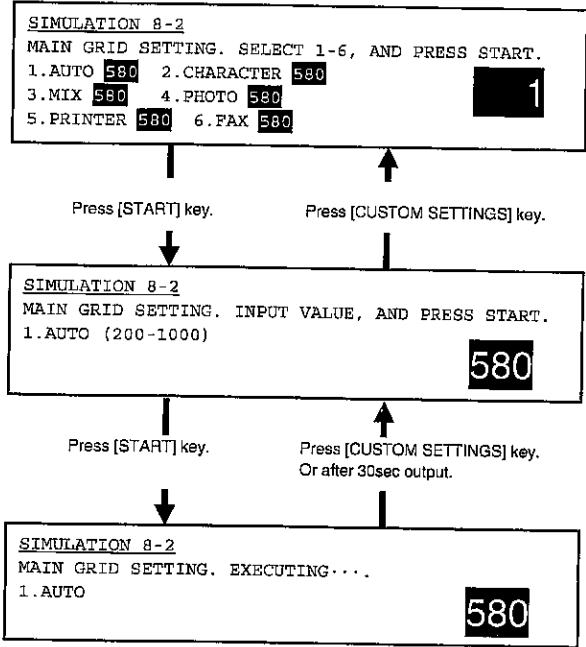 SIMULATION 8-2
MAIN GRID SETTING. SELECT 1-6, AND PRESS START.
1.AUTO 580 2.CHARACTER 580
3.MIX 580 4.PHOTO 580
5.PRINTER 580 6.FAX 580
1
Press [START] key.
Press [CUSTOM SETTINGS] key.
SIMULATION 8-2
MAIN GRID SETTING. INPUT VALUE, AND PRESS START.
1.AUTO (200-1000)
580
Press [START] key.
Press [CUSTOM SETTINGS] key.
Or after 30sec output.
SIMULATION 8-2
MAIN GRID SETTING. EXECUTING····.
1.AUTO
580